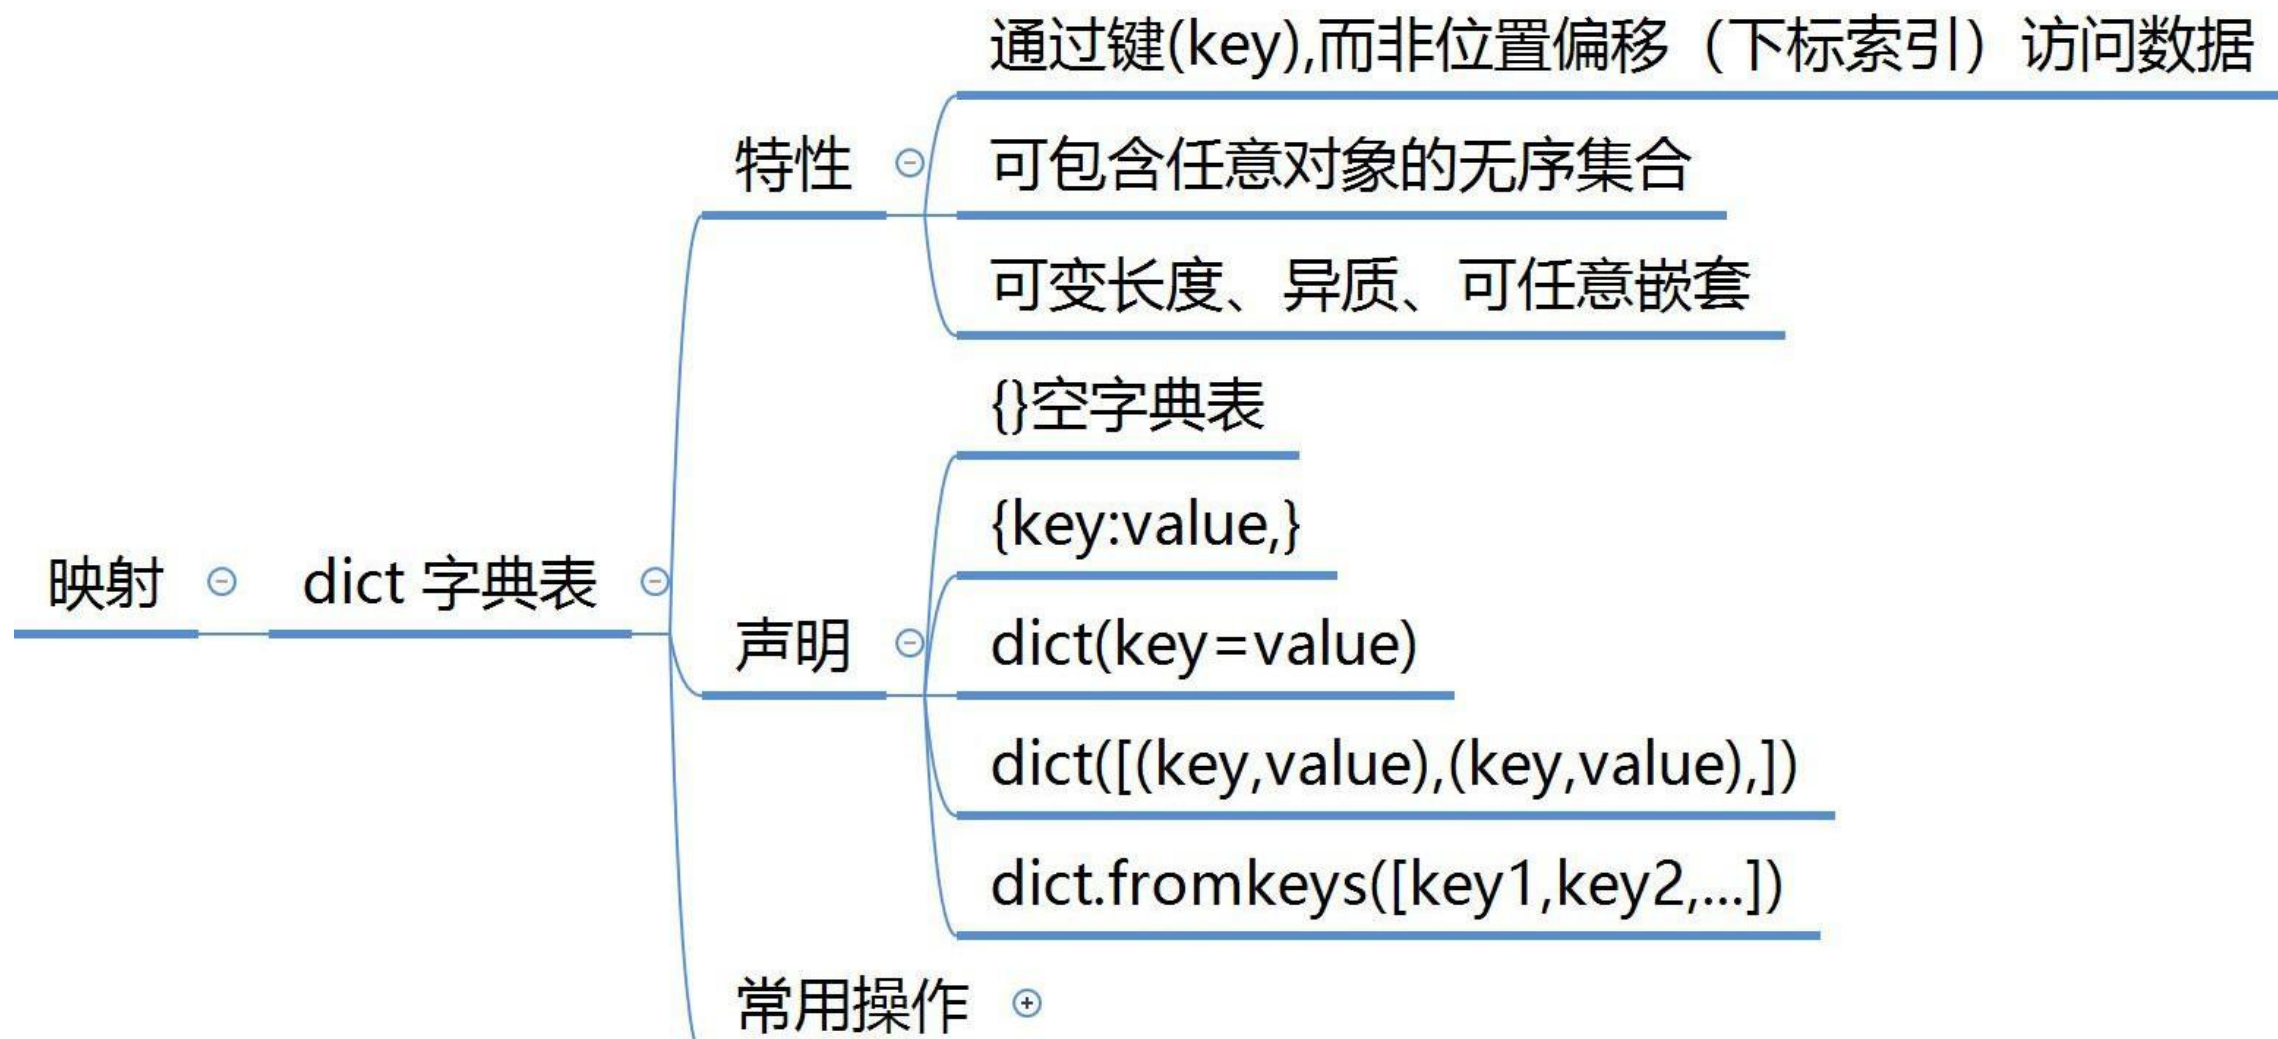 通过键(key),而非位置偏移（下标索引）访问数据
特性
可包含任意对象的无序集合
可变长度、异质、可任意嵌套
{}空字典表
{key:value,}
映射
dict 字典表
声明
dict(key=value)
dict([(key,value),(key,value),])
dict.fromkeys([key1,key2,...])
常用操作